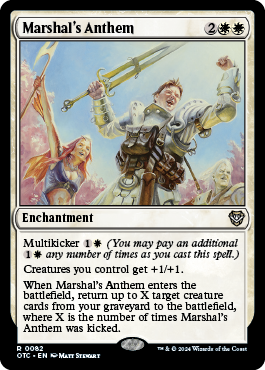 Marshal's Anthem 2WW
Enchantment
Multikicker 1W (You may pay an additional
1W any number of times as you cast this spell.)
Creatures you control get +1/+1.
When Marshal's Anthem enters the
battlefield, return up to X target creature
cards from your graveyard to the battlefield,
where X is the number of times Marshal's
Anthem was kicked.
R 0082
OTC • EN Matt Stewart
™ & © 2024 Wizards of the Coast